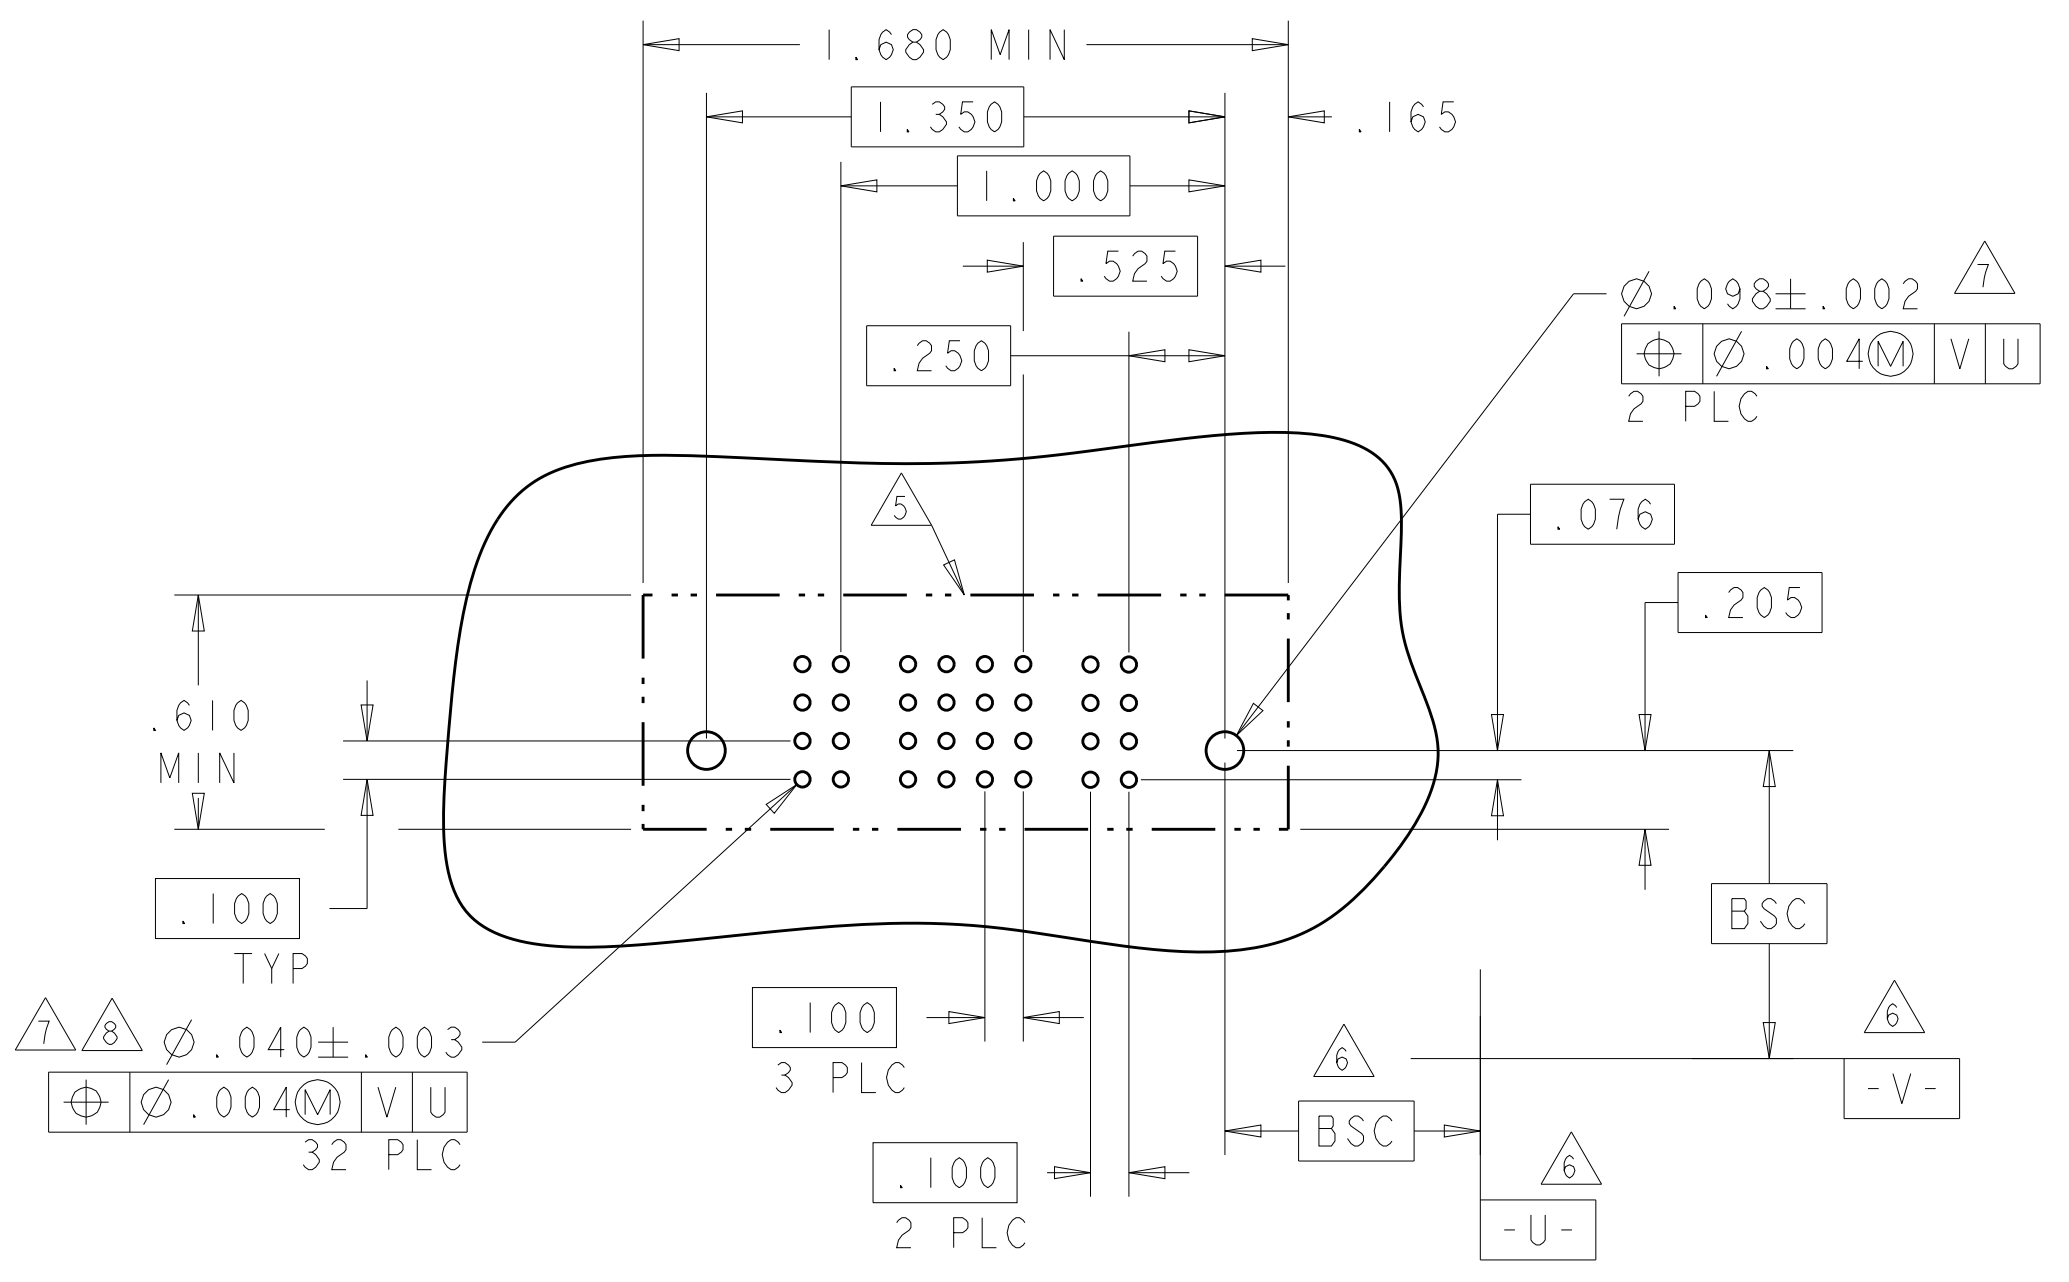 1.680 MIN
1.350
.165
1.000
.525
7
Ø.098±.002
.250
⌖ Ø.004Ⓜ V U
2 PLC
5
.076
.205
.610
MIN
.100
TYP
BSC
7 8 Ø.040±.003
⌖ Ø.004Ⓜ V U
32 PLC
.100
3 PLC
6
6
-V-
BSC
.100
2 PLC
6
-U-